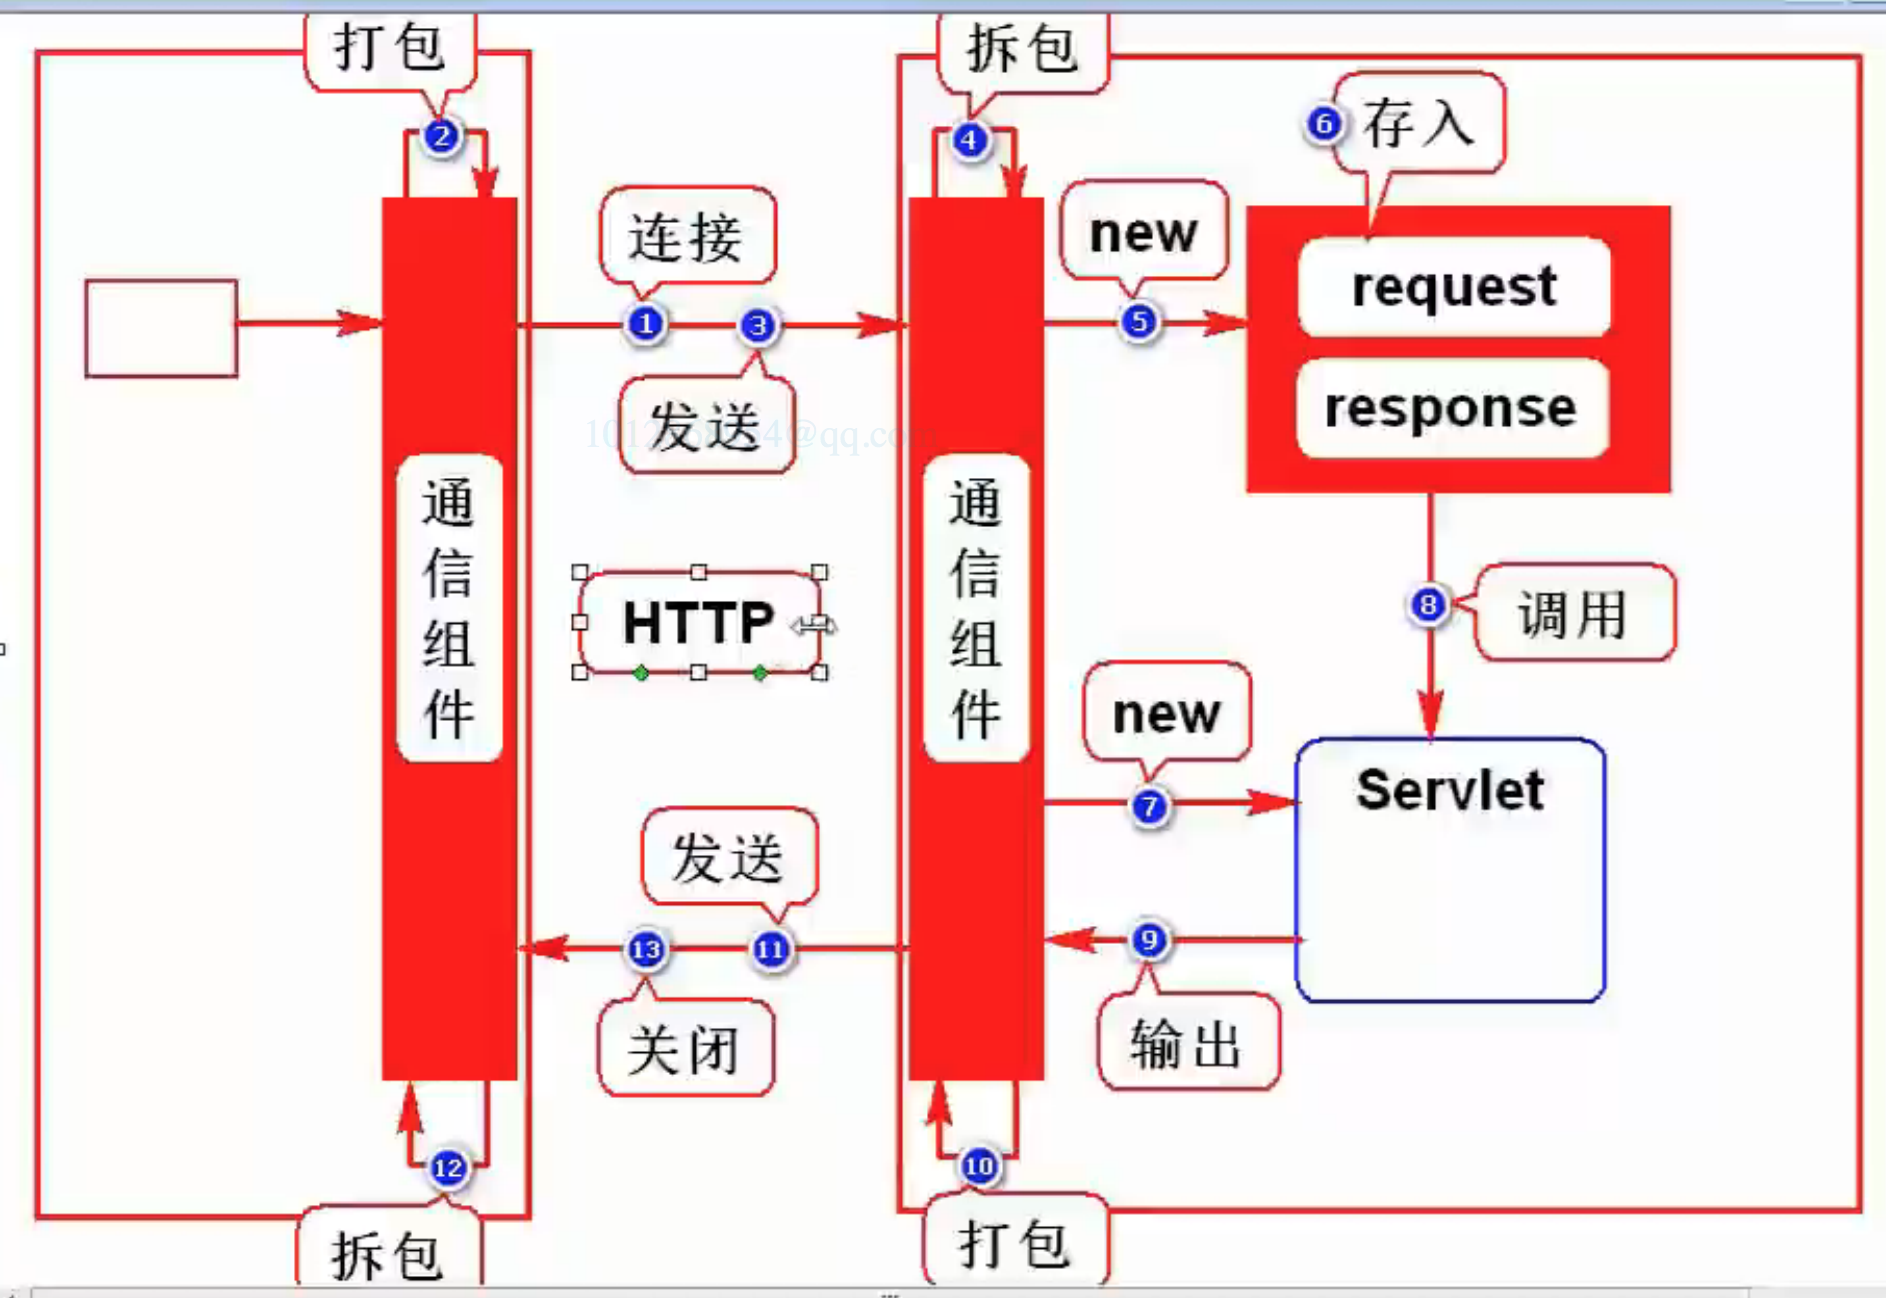 打包
拆包
2
4
6
存入
连接
new
request
1
3
5
发送
response
通
信
组
件
通
信
组
件
HTTP
8
调用
new
Servlet
7
发送
13
11
9
关闭
输出
12
10
拆包
打包